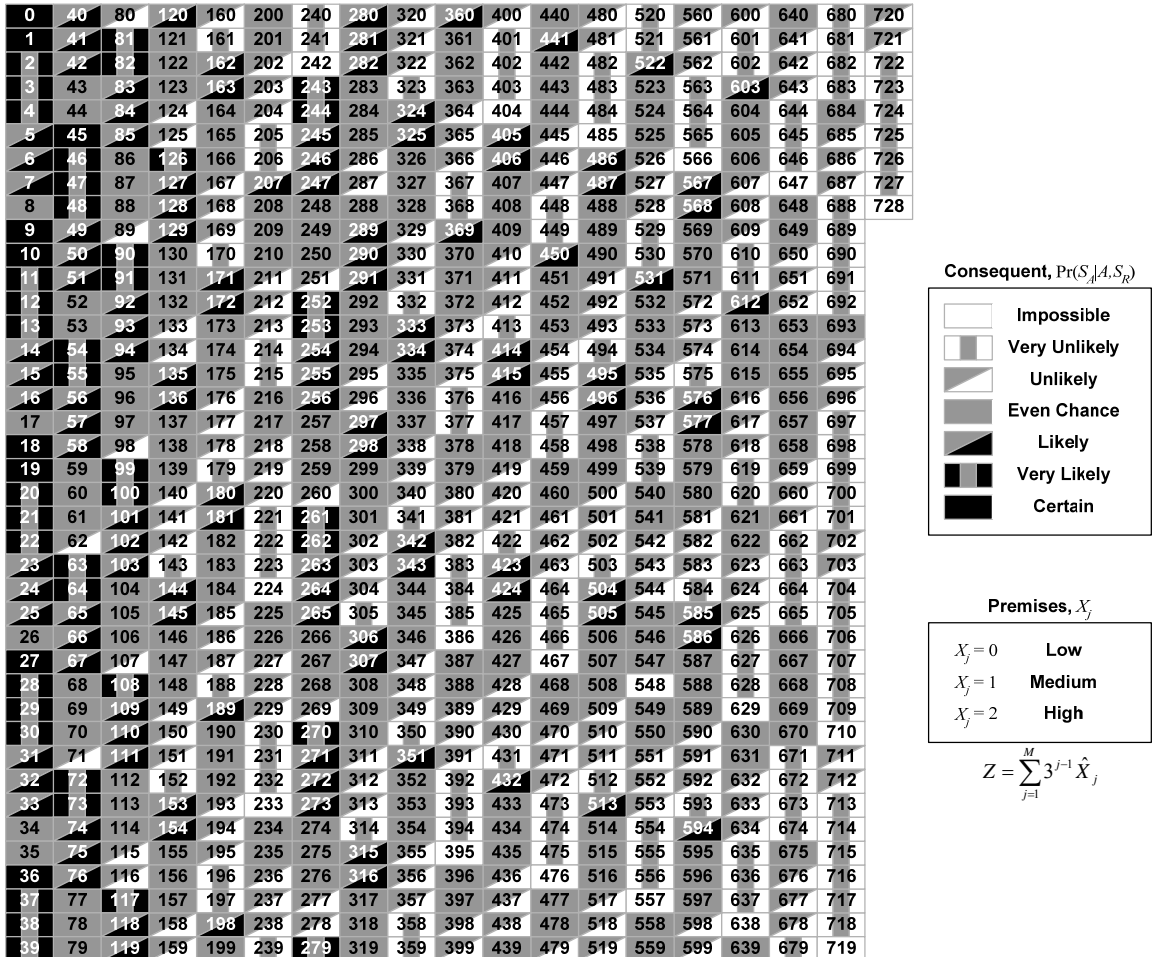 0 40 80 120 160 200 240 280 320 360 400 440 480 520 560 600 640 680 720
1 41 81 121 161 201 241 281 321 361 401 441 481 521 561 601 641 681 721
2 42 82 122 162 202 242 282 322 362 402 442 482 522 562 602 642 682 722
3 43 83 123 163 203 243 283 323 363 403 443 483 523 563 603 643 683 723
4 44 84 124 164 204 244 284 324 364 404 444 484 524 564 604 644 684 724
5 45 85 125 165 205 245 285 325 365 405 445 485 525 565 605 645 685 725
6 46 86 126 166 206 246 286 326 366 406 446 486 526 566 606 646 686 726
7 47 87 127 167 207 247 287 327 367 407 447 487 527 567 607 647 687 727
8 48 88 128 168 208 248 288 328 368 408 448 488 528 568 608 648 688 728
9 49 89 129 169 209 249 289 329 369 409 449 489 529 569 609 649 689
10 50 90 130 170 210 250 290 330 370 410 450 490 530 570 610 650 690
11 51 91 131 171 211 251 291 331 371 411 451 491 531 571 611 651 691
12 52 92 132 172 212 252 292 332 372 412 452 492 532 572 612 652 692
13 53 93 133 173 213 253 293 333 373 413 453 493 533 573 613 653 693
14 54 94 134 174 214 254 294 334 374 414 454 494 534 574 614 654 694
15 55 95 135 175 215 255 295 335 375 415 455 495 535 575 615 655 695
16 56 96 136 176 216 256 296 336 376 416 456 496 536 576 616 656 696
17 57 97 137 177 217 257 297 337 377 417 457 497 537 577 617 657 697
18 58 98 138 178 218 258 298 338 378 418 458 498 538 578 618 658 698
19 59 99 139 179 219 259 299 339 379 419 459 499 539 579 619 659 699
20 60 100 140 180 220 260 300 340 380 420 460 500 540 580 620 660 700
21 61 101 141 181 221 261 301 341 381 421 461 501 541 581 621 661 701
22 62 102 142 182 222 262 302 342 382 422 462 502 542 582 622 662 702
23 63 103 143 183 223 263 303 343 383 423 463 503 543 583 623 663 703
24 64 104 144 184 224 264 304 344 384 424 464 504 544 584 624 664 704
25 65 105 145 185 225 265 305 345 385 425 465 505 545 585 625 665 705
26 66 106 146 186 226 266 306 346 386 426 466 506 546 586 626 666 706
27 67 107 147 187 227 267 307 347 387 427 467 507 547 587 627 667 707
28 68 108 148 188 228 268 308 348 388 428 468 508 548 588 628 668 708
29 69 109 149 189 229 269 309 349 389 429 469 509 549 589 629 669 709
30 70 110 150 190 230 270 310 350 390 430 470 510 550 590 630 670 710
31 71 111 151 191 231 271 311 351 391 431 471 511 551 591 631 671 711
32 72 112 152 192 232 272 312 352 392 432 472 512 552 592 632 672 712
33 73 113 153 193 233 273 313 353 393 433 473 513 553 593 633 673 713
34 74 114 154 194 234 274 314 354 394 434 474 514 554 594 634 674 714
35 75 115 155 195 235 275 315 355 395 435 475 515 555 595 635 675 715
36 76 116 156 196 236 276 316 356 396 436 476 516 556 596 636 676 716
37 77 117 157 197 237 277 317 357 397 437 477 517 557 597 637 677 717
38 78 118 158 198 238 278 318 358 398 438 478 518 558 598 638 678 718
39 79 119 159 199 239 279 319 359 399 439 479 519 559 599 639 679 719
Consequent, Pr(S_A|A,S_R)
Impossible
Very Unlikely
Unlikely
Even Chance
Likely
Very Likely
Certain
Premises, X_j
X_j = 0 Low
X_j = 1 Medium
X_j = 2 High
Z = \sum_{j=1}^{M} 3^{j-1} \hat{X}_j